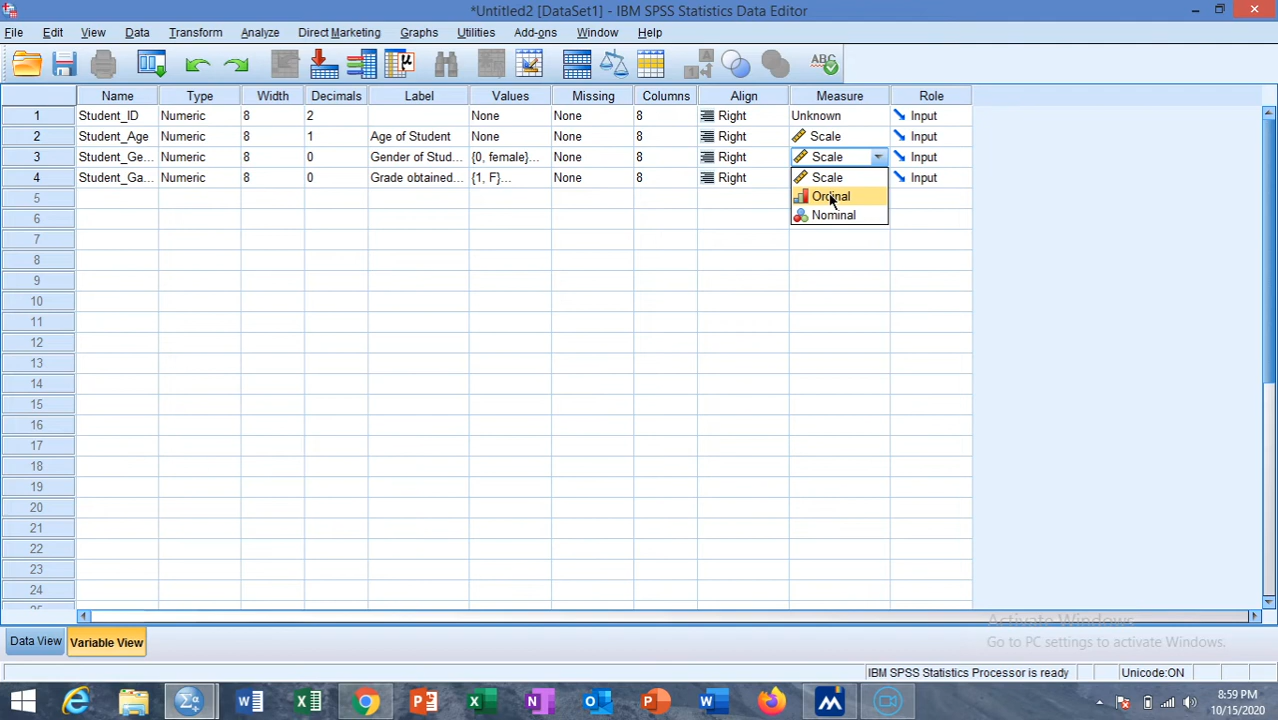 *Untitled2 [DataSet1] - IBM SPSS Statistics Data Editor
File Edit View Data Transform Analyze Direct Marketing Graphs Utilities Add-ons Window Help
ABC
Name Type Width Decimals Label Values Missing Columns Align Measure Role
1 Student_ID Numeric 8 2 None None 8 Right Unknown Input
2 Student_Age Numeric 8 1 Age of Student None None 8 Right Scale Input
3 Student_Ge... Numeric 8 0 Gender of Stud... {0, female}... None 8 Right Scale Input
4 Student_Ga... Numeric 8 0 Grade obtained... {1, F}... None 8 Right Scale Input
5 Ordinal
6 Nominal
7
8
9
10
11
12
13
14
15
16
17
18
19
20
21
22
23
24
Activate Windows
Data View Variable View Go to PC settings to activate Windows.
IBM SPSS Statistics Processor is ready Unicode:ON
8:59 PM
10/15/2020